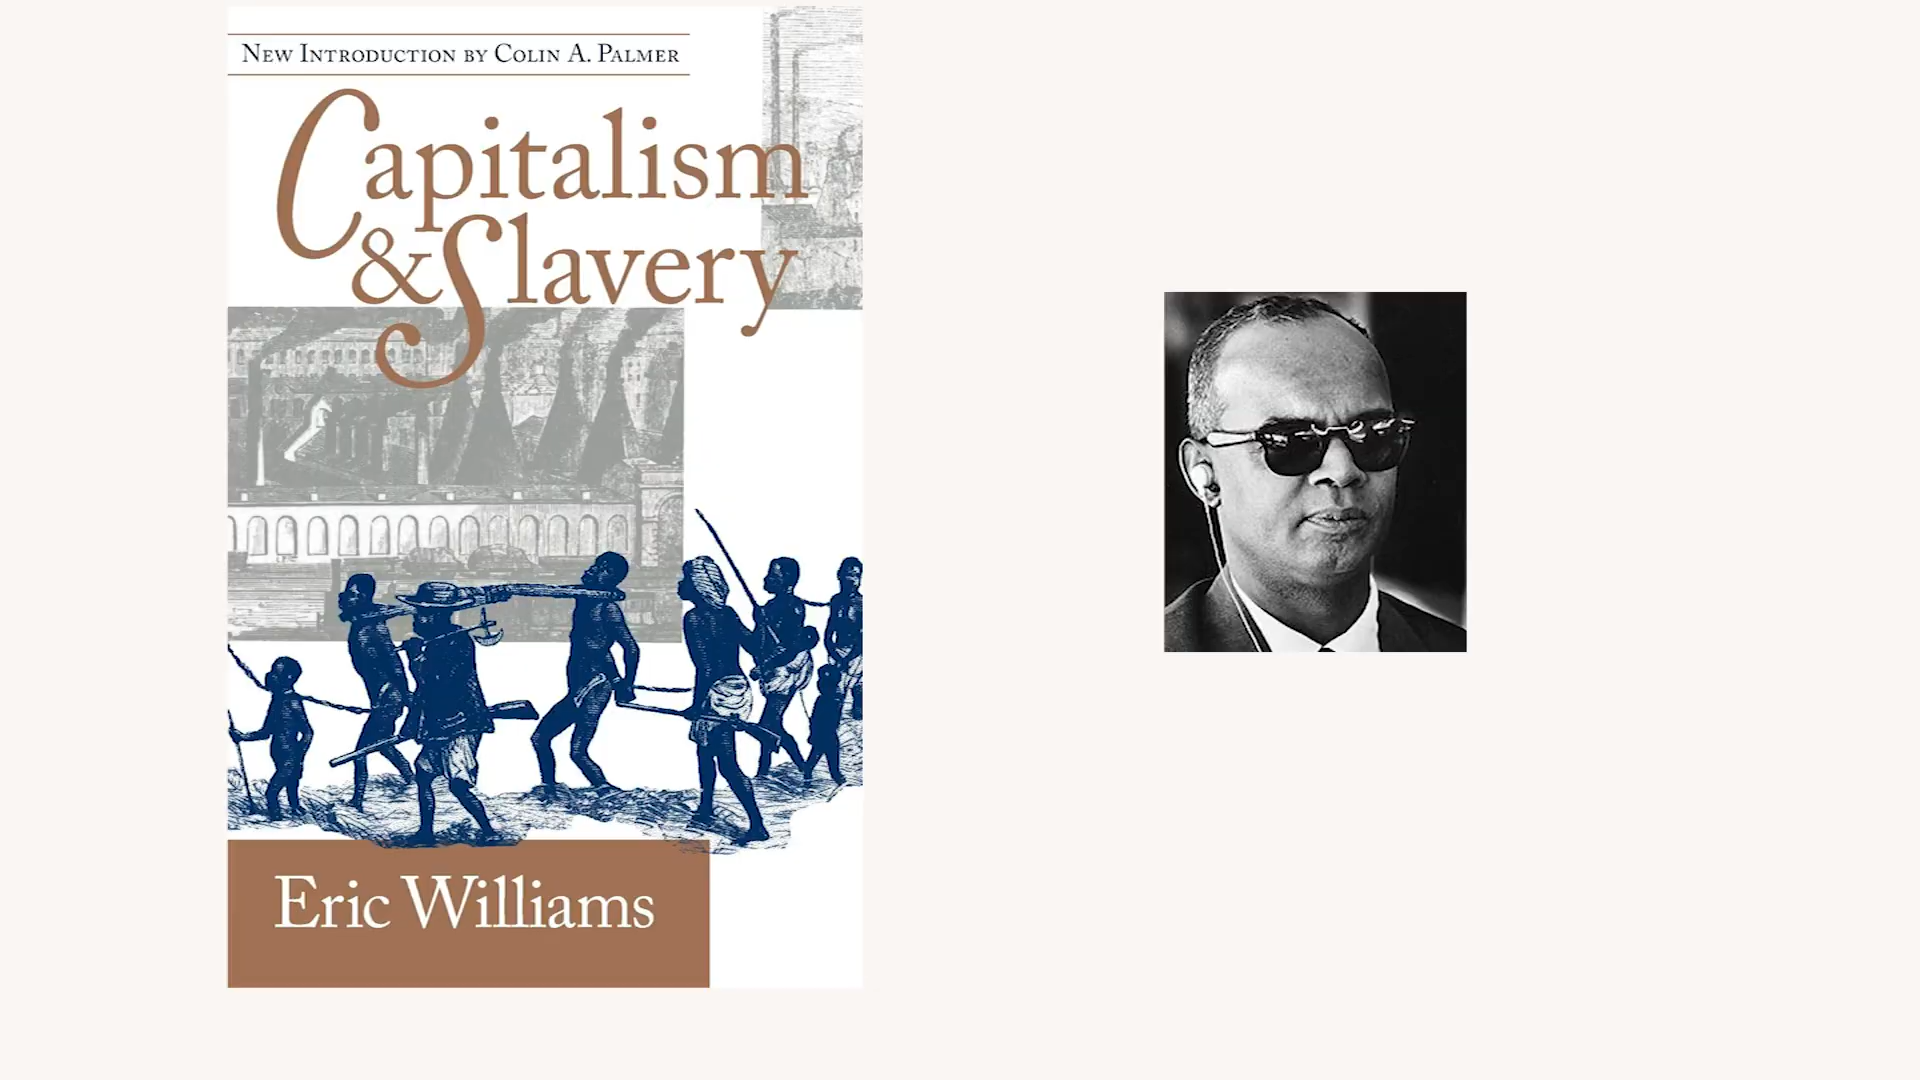 New Introduction by Colin A. Palmer
Capitalism
& Slavery
Eric Williams